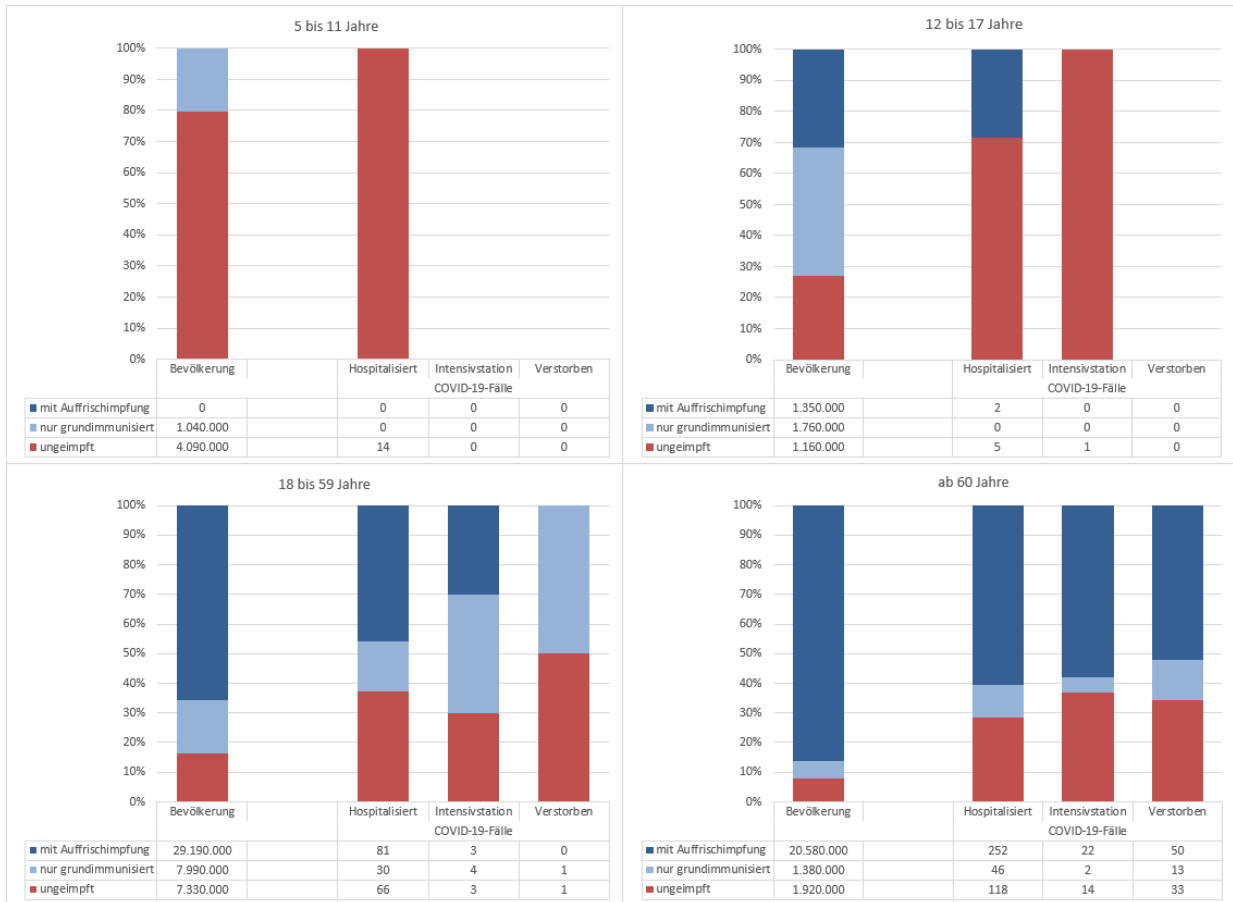 5 bis 11 Jahre
100%
90%
80%
70%
60%
50%
40%
30%
20%
10%
0%
Bevölkerung Hospitalisiert Intensivstation Verstorben
COVID-19-Fälle
mit Auffrischimpfung 0 0 0 0
nur grundimmunisiert 1.040.000 0 0 0
ungeimpft 4.090.000 14 0 0
12 bis 17 Jahre
100%
90%
80%
70%
60%
50%
40%
30%
20%
10%
0%
Bevölkerung Hospitalisiert Intensivstation Verstorben
COVID-19-Fälle
mit Auffrischimpfung 1.350.000 2 0 0
nur grundimmunisiert 1.760.000 0 0 0
ungeimpft 1.160.000 5 1 0
18 bis 59 Jahre
100%
90%
80%
70%
60%
50%
40%
30%
20%
10%
0%
Bevölkerung Hospitalisiert Intensivstation Verstorben
COVID-19-Fälle
mit Auffrischimpfung 29.190.000 81 3 0
nur grundimmunisiert 7.990.000 30 4 1
ungeimpft 7.330.000 66 3 1
ab 60 Jahre
100%
90%
80%
70%
60%
50%
40%
30%
20%
10%
0%
Bevölkerung Hospitalisiert Intensivstation Verstorben
COVID-19-Fälle
mit Auffrischimpfung 20.580.000 252 22 50
nur grundimmunisiert 1.380.000 46 2 13
ungeimpft 1.920.000 118 14 33